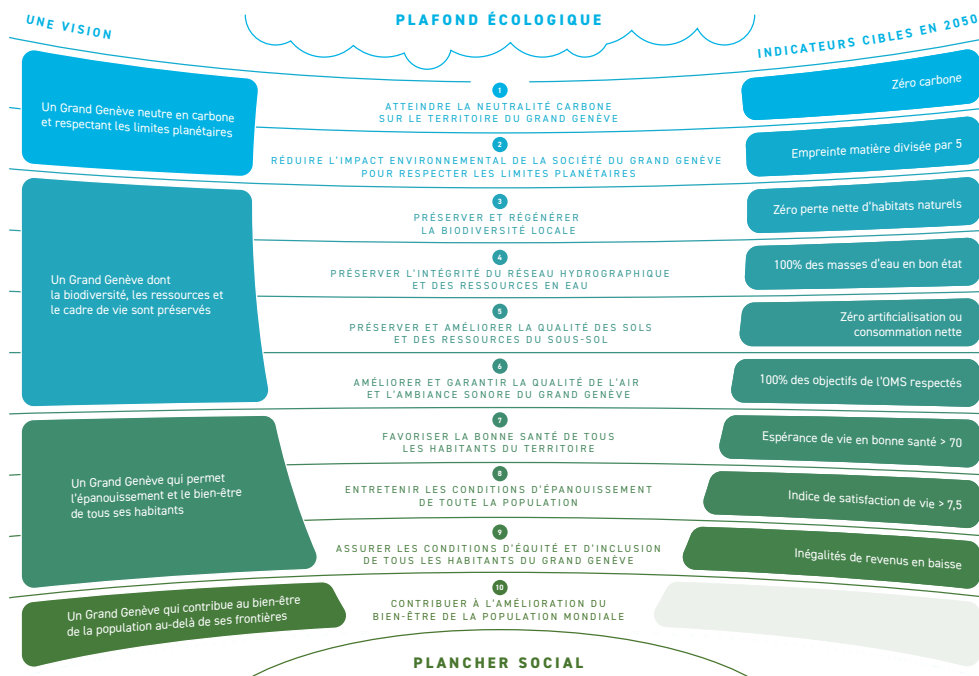 UNE VISION
PLAFOND ÉCOLOGIQUE
INDICATEURS CIBLES EN 2050
Un Grand Genève neutre en carbone
et respectant les limites planétaires
1
ATTEINDRE LA NEUTRALITÉ CARBONE
SUR LE TERRITOIRE DU GRAND GENÈVE
Zéro carbone
2
RÉDUIRE L'IMPACT ENVIRONNEMENTAL DE LA SOCIÉTÉ DU GRAND GENÈVE
POUR RESPECTER LES LIMITES PLANÉTAIRES
Empreinte matière divisée par 5
Un Grand Genève dont
la biodiversité, les ressources et
le cadre de vie sont préservés
3
PRÉSERVER ET RÉGÉNÉRER
LA BIODIVERSITÉ LOCALE
Zéro perte nette d'habitats naturels
4
PRÉSERVER L'INTÉGRITÉ DU RÉSEAU HYDROGRAPHIQUE
ET DES RESSOURCES EN EAU
100% des masses d'eau en bon état
5
PRÉSERVER ET AMÉLIORER LA QUALITÉ DES SOLS
ET DES RESSOURCES DU SOUS-SOL
Zéro artificialisation ou
consommation nette
6
AMÉLIORER ET GARANTIR LA QUALITÉ DE L'AIR
ET L'AMBIANCE SONORE DU GRAND GENÈVE
100% des objectifs de l'OMS respectés
Un Grand Genève qui permet
l'épanouissement et le bien-être
de tous ses habitants
7
FAVORISER LA BONNE SANTÉ DE TOUS
LES HABITANTS DU TERRITOIRE
Espérance de vie en bonne santé > 70
8
ENTRETENIR LES CONDITIONS D'ÉPANOUISSEMENT
DE TOUTE LA POPULATION
Indice de satisfaction de vie > 7,5
9
ASSURER LES CONDITIONS D'ÉQUITÉ ET D'INCLUSION
DE TOUS LES HABITANTS DU GRAND GENÈVE
Inégalités de revenus en baisse
Un Grand Genève qui contribue au bien-être
de la population au-delà de ses frontières
10
CONTRIBUER À L'AMÉLIORATION DU
BIEN-ÊTRE DE LA POPULATION MONDIALE
PLANCHER SOCIAL